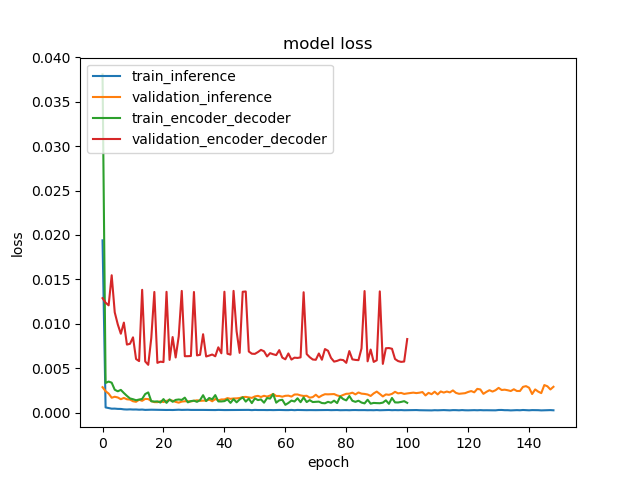 model loss
0.040
0.035
0.030
0.025
0.020
0.015
0.010
0.005
0.000
loss
train_inference
validation_inference
train_encoder_decoder
validation_encoder_decoder
0 20 40 60 80 100 120 140
epoch